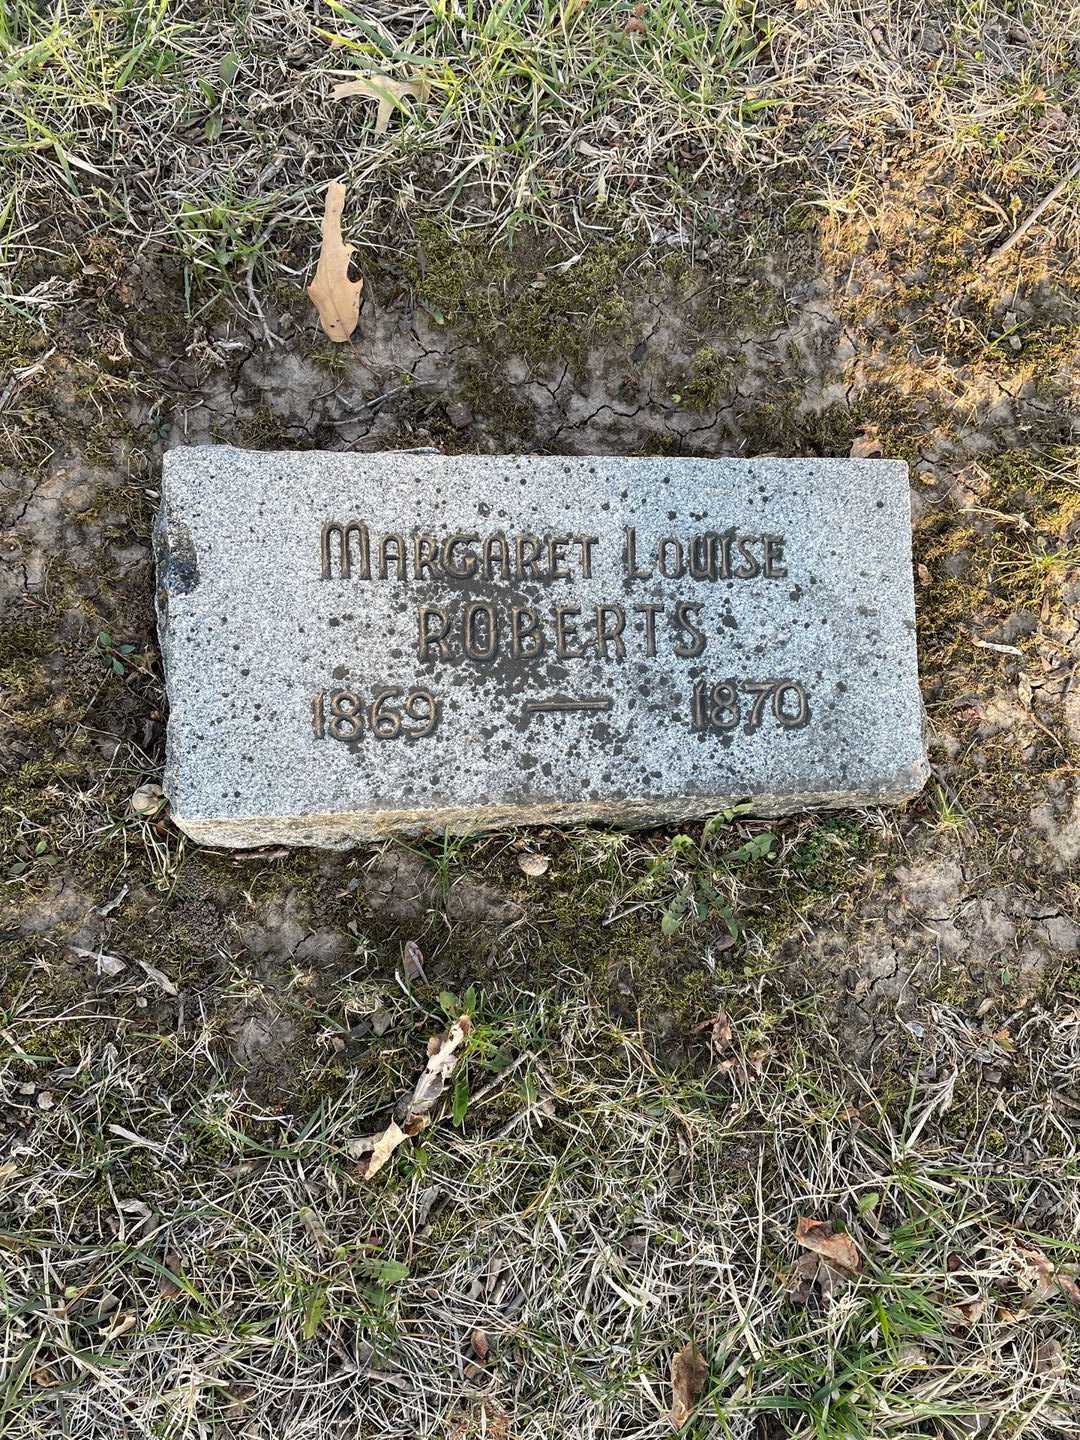 MARGARET LOUISE
ROBERTS
1869 — 1870